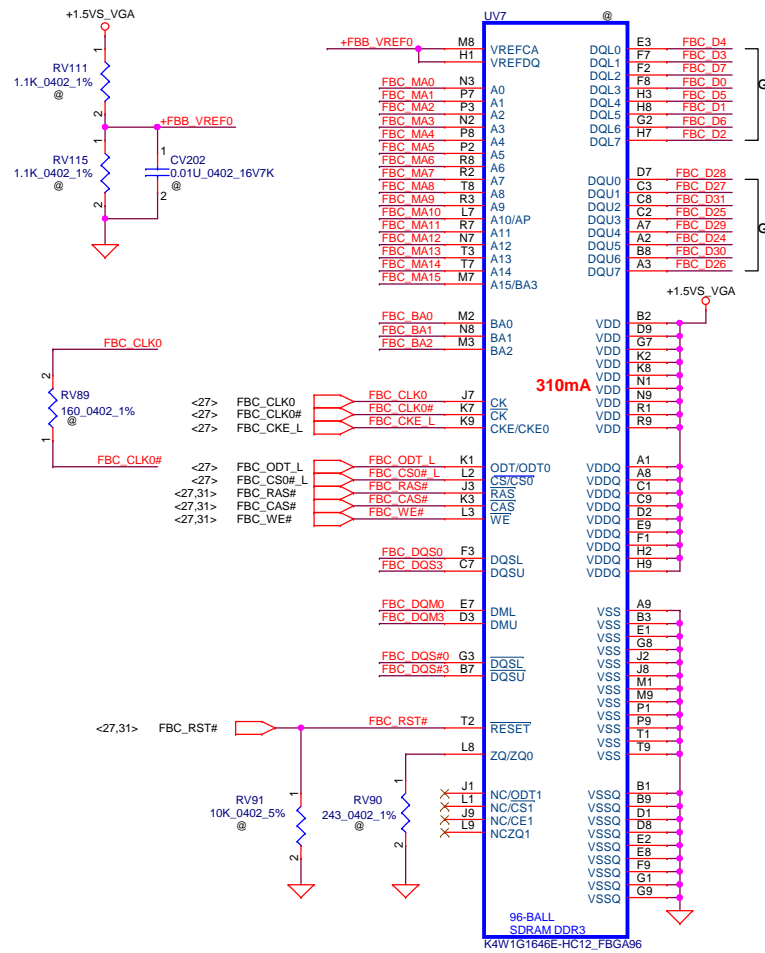 +1.5VS_VGA
1
RV111
1.1K_0402_1%
@
2
+FBB_VREF0
1
RV115
1.1K_0402_1%
@
2
1
CV202
0.01U_0402_16V7K
@
2
FBC_CLK0
2
RV89
160_0402_1%
@
1
FBC_CLK0#
UV7
@
+FBB_VREF0 M8 VREFCA
H1 VREFDQ
FBC_MA0 N3 A0
FBC_MA1 P7 A1
FBC_MA2 P3 A2
FBC_MA3 N2 A3
FBC_MA4 P8 A4
FBC_MA5 P2 A5
FBC_MA6 R8 A6
FBC_MA7 R2 A7
FBC_MA8 T8 A8
FBC_MA9 R3 A9
FBC_MA10 L7 A10/AP
FBC_MA11 R7 A11
FBC_MA12 N7 A12
FBC_MA13 T3 A13
FBC_MA14 T7 A14
FBC_MA15 M7 A15/BA3
FBC_BA0 M2 BA0
FBC_BA1 N8 BA1
FBC_BA2 M3 BA2
<27> FBC_CLK0 FBC_CLK0 J7 CK
<27> FBC_CLK0# FBC_CLK0# K7 CK
<27> FBC_CKE_L FBC_CKE_L K9 CKE/CKE0
<27> FBC_ODT_L FBC_ODT_L K1 ODT/ODT0
<27> FBC_CS0#_L FBC_CS0#_L L2 CS/CS0
<27,31> FBC_RAS# FBC_RAS# J3 RAS
<27,31> FBC_CAS# FBC_CAS# K3 CAS
<27,31> FBC_WE# FBC_WE# L3 WE
FBC_DQS0 F3 DQSL
FBC_DQS3 C7 DQSU
FBC_DQM0 E7 DML
FBC_DQM3 D3 DMU
FBC_DQS#0 G3 DQSL
FBC_DQS#3 B7 DQSU
<27,31> FBC_RST# FBC_RST# T2 RESET
L8 ZQ/ZQ0
1
RV91
10K_0402_5%
@
2
1
RV90
243_0402_1%
@
2
J1 NC/ODT1
L1 NC/CS1
J9 NC/CE1
L9 NCZQ1
DQL0 E3 FBC_D4
DQL1 F7 FBC_D3
DQL2 F2 FBC_D7
DQL3 F8 FBC_D0
DQL4 H3 FBC_D5
DQL5 H8 FBC_D1
DQL6 G2 FBC_D6
DQL7 H7 FBC_D2
DQU0 D7 FBC_D28
DQU1 C3 FBC_D27
DQU2 C8 FBC_D31
DQU3 C2 FBC_D25
DQU4 A7 FBC_D29
DQU5 A2 FBC_D24
DQU6 B8 FBC_D30
DQU7 A3 FBC_D26
+1.5VS_VGA
VDD B2
VDD D9
VDD G7
VDD K2
VDD K8
VDD N1
VDD N9
VDD R1
VDD R9
310mA
VDDQ A1
VDDQ A8
VDDQ C1
VDDQ C9
VDDQ D2
VDDQ E9
VDDQ F1
VDDQ H2
VDDQ H9
VSS A9
VSS B3
VSS E1
VSS G8
VSS J2
VSS J8
VSS M1
VSS M9
VSS P1
VSS P9
VSS T1
VSS T9
VSSQ B1
VSSQ B9
VSSQ D1
VSSQ D8
VSSQ E2
VSSQ E8
VSSQ F9
VSSQ G1
VSSQ G9
96-BALL
SDRAM DDR3
K4W1G1646E-HC12_FBGA96